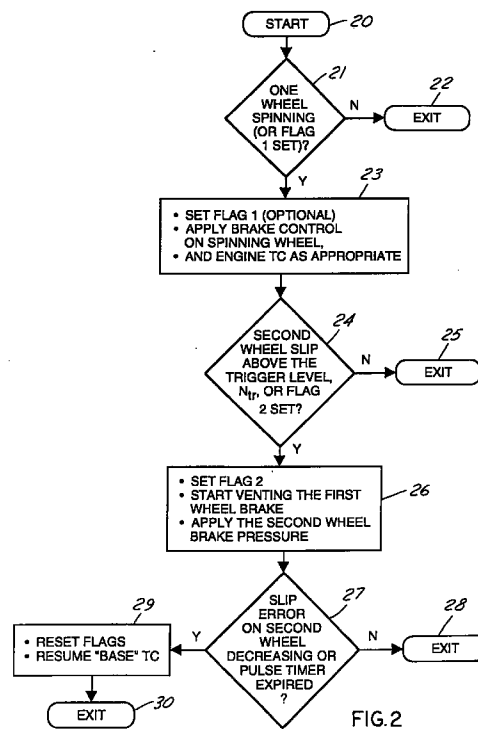 START
20
21
ONE
WHEEL
SPINNING
(OR FLAG
1 SET)?
N
22
EXIT
Y
23
• SET FLAG 1 (OPTIONAL)
• APPLY BRAKE CONTROL
ON SPINNING WHEEL,
• AND ENGINE TC AS APPROPRIATE
24
SECOND
WHEEL SLIP
ABOVE THE
TRIGGER LEVEL,
Ntr, OR FLAG
2 SET?
N
25
EXIT
Y
26
• SET FLAG 2
• START VENTING THE FIRST
WHEEL BRAKE
• APPLY THE SECOND WHEEL
BRAKE PRESSURE
27
SLIP
ERROR
ON SECOND
WHEEL
DECREASING OR
PULSE TIMER
EXPIRED
?
N
28
EXIT
Y
29
• RESET FLAGS
• RESUME "BASE" TC
EXIT
30
FIG.2